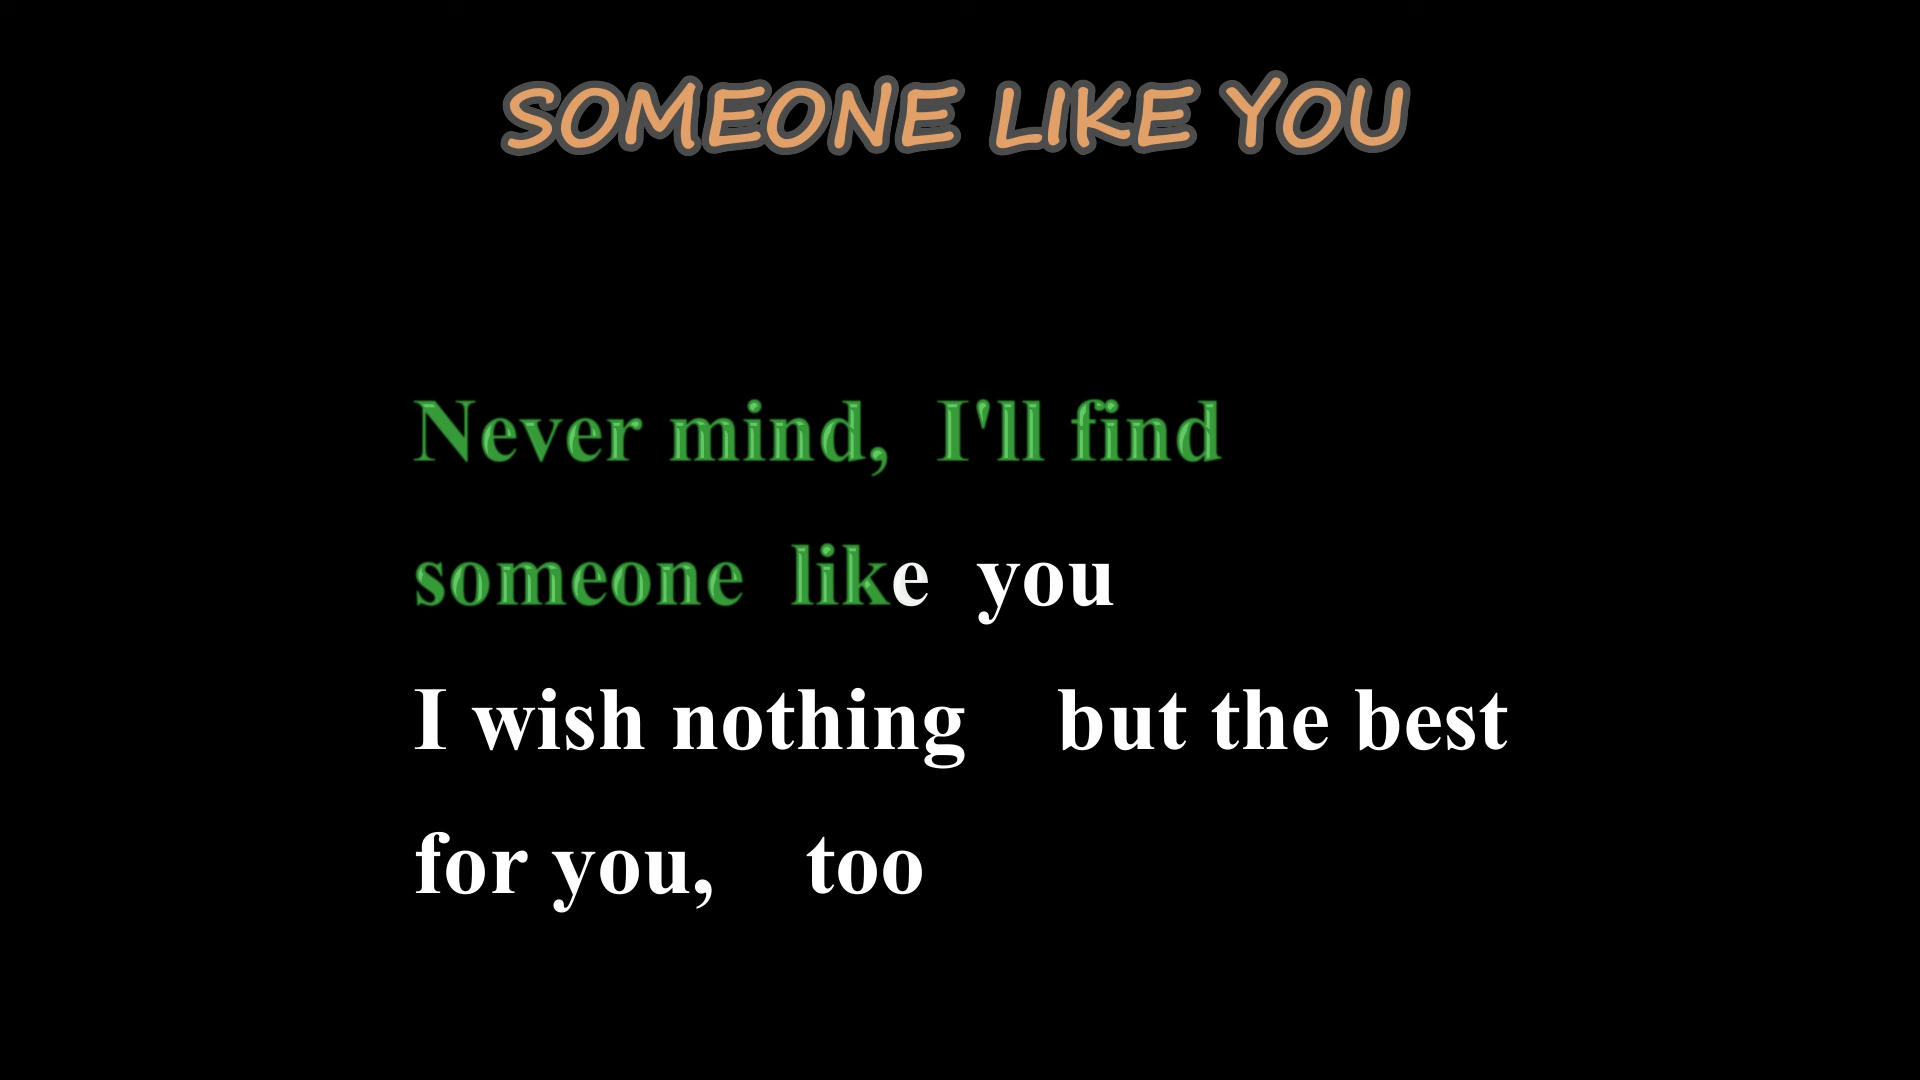 SOMEONE LIKE YOU
Never mind, I'll find
someone like you
I wish nothing but the best
for you, too